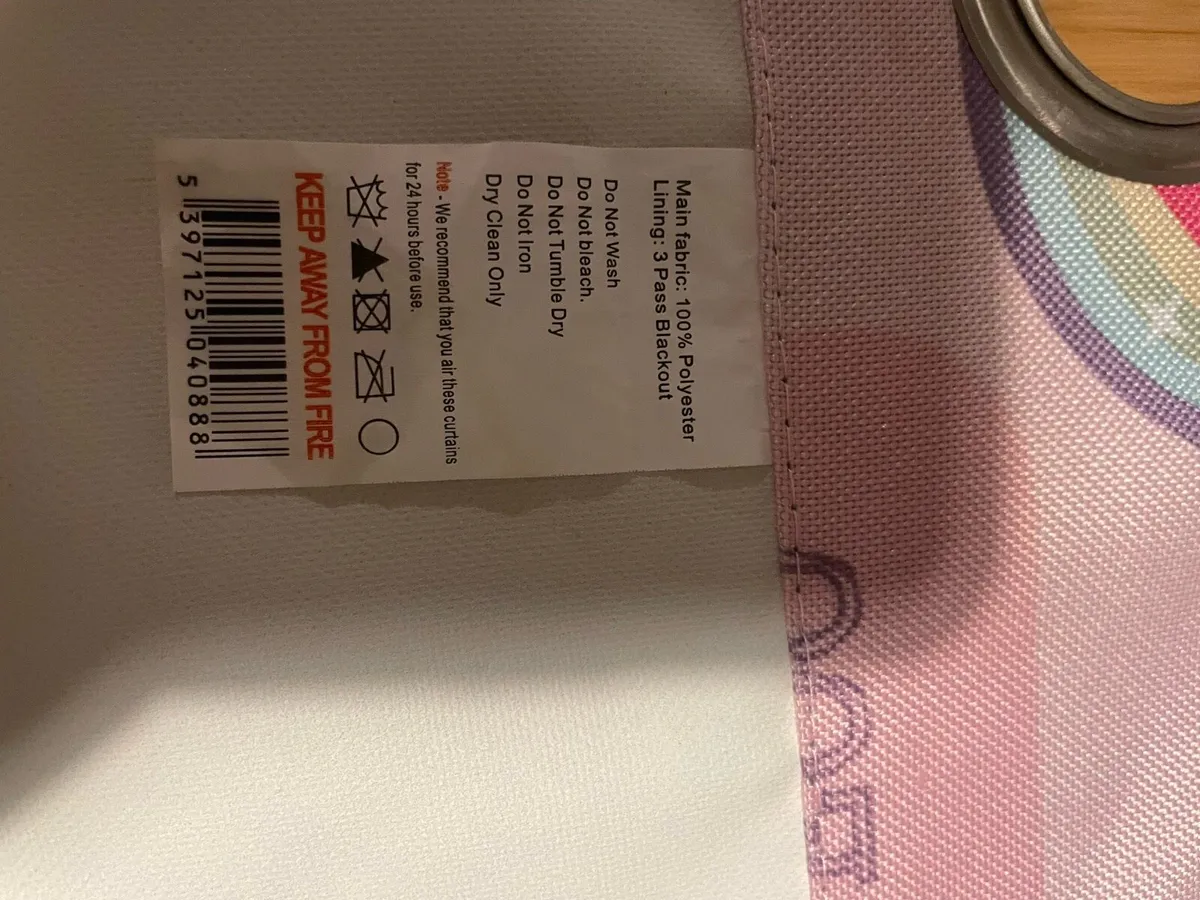 Main fabric: 100% Polyester
Lining: 3 Pass Blackout
Do Not Wash
Do Not bleach.
Do Not Tumble Dry
Do Not Iron
Dry Clean Only
Note - We recommend that you air these curtains
for 24 hours before use.
KEEP AWAY FROM FIRE
5 397125 040888